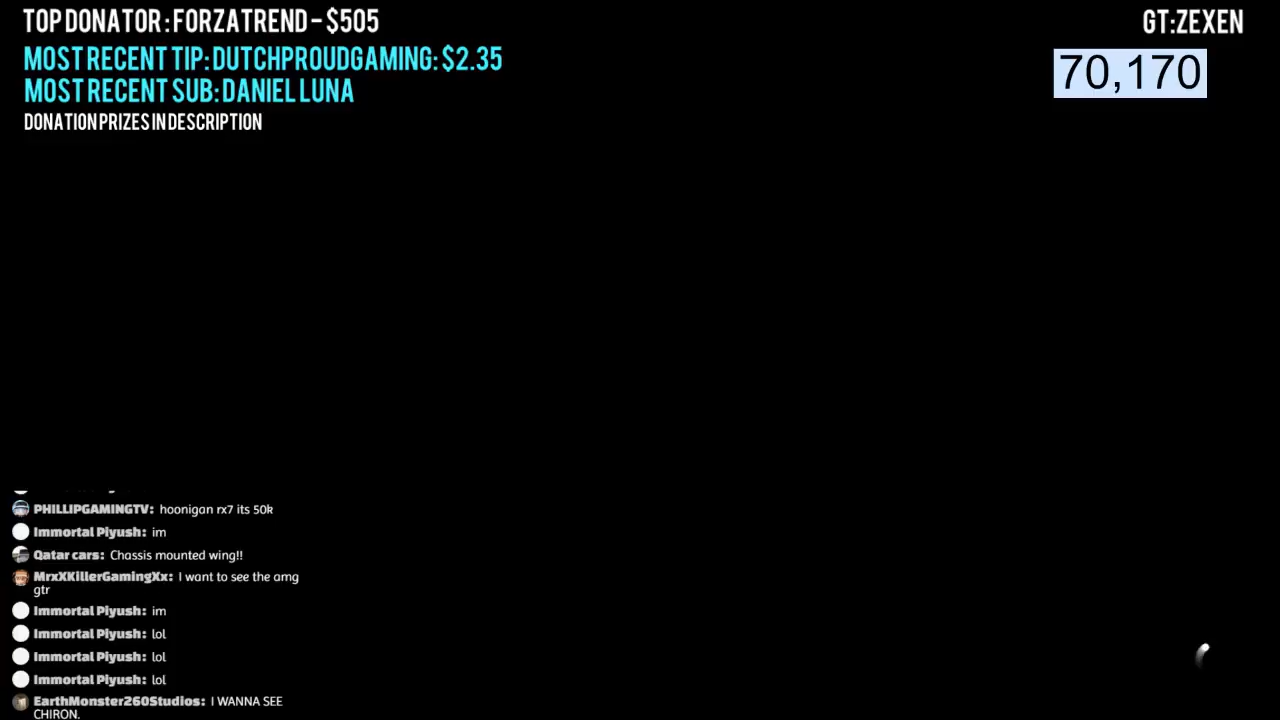 TOP DONATOR : FORZATREND - $505
GT:ZEXEN
MOST RECENT TIP: DUTCHPROUDGAMING: $2.35
70,170
MOST RECENT SUB: DANIEL LUNA
DONATION PRIZES IN DESCRIPTION
PHILLIPGAMINGTV: hoonigan rx7 its 50k
Immortal Piyush: im
Qatar cars: Chassis mounted wing!!
MrxXKillerGamingXx: I want to see the amg
gtr
Immortal Piyush: im
Immortal Piyush: lol
Immortal Piyush: lol
Immortal Piyush: lol
EarthMonster260Studios: I WANNA SEE
CHIRON.